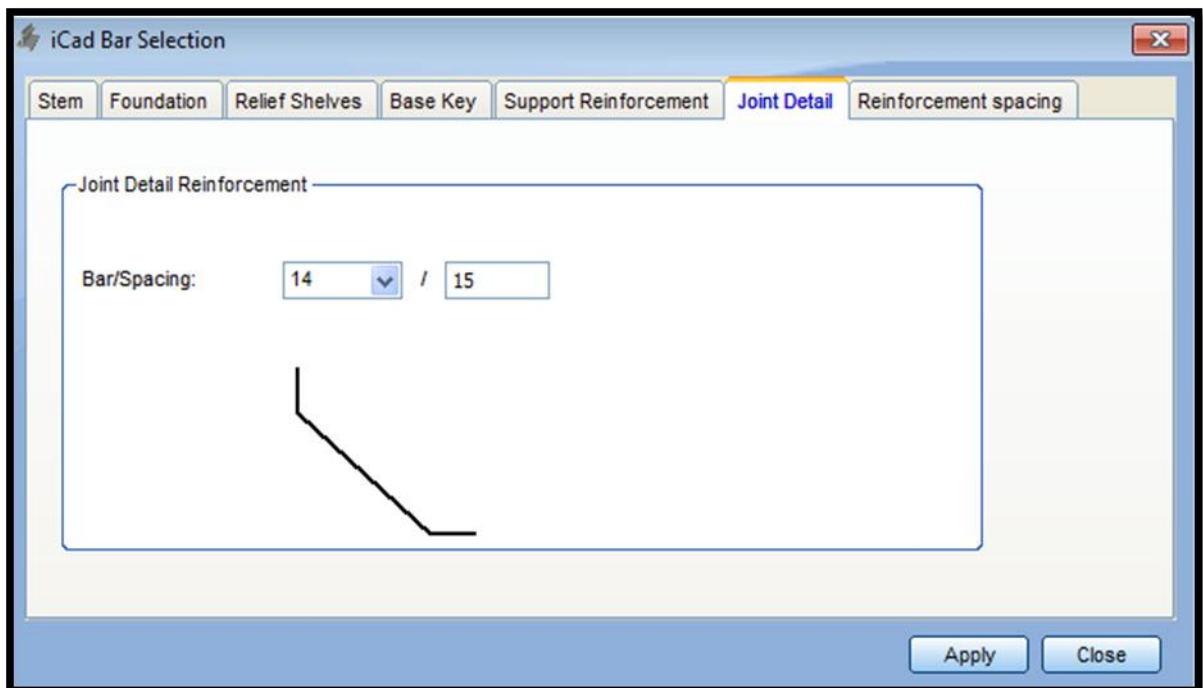 iCad Bar Selection
Stem Foundation Relief Shelves Base Key Support Reinforcement Joint Detail Reinforcement spacing
Joint Detail Reinforcement
Bar/Spacing: 14 / 15
Apply Close